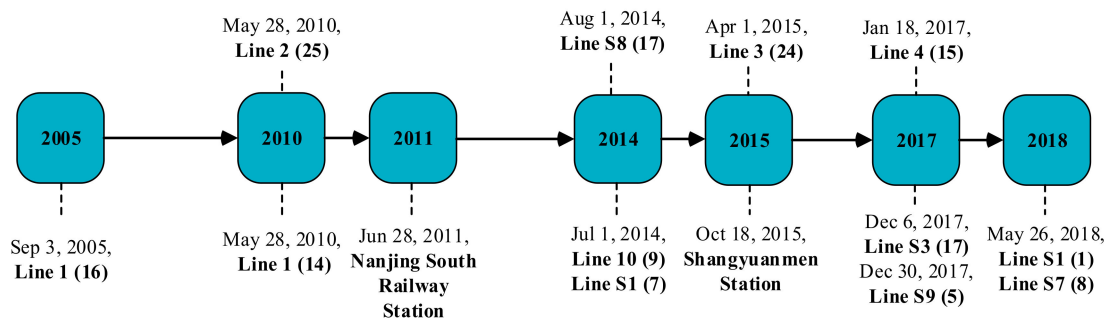 May 28, 2010,
Line 2 (25)
Aug 1, 2014,
Line S8 (17)
Apr 1, 2015,
Line 3 (24)
Jan 18, 2017,
Line 4 (15)
2005
2010
2011
2014
2015
2017
2018
Sep 3, 2005,
Line 1 (16)
May 28, 2010,
Line 1 (14)
Jun 28, 2011,
Nanjing South
Railway
Station
Jul 1, 2014,
Line 10 (9)
Line S1 (7)
Oct 18, 2015,
Shangyuanmen
Station
Dec 6, 2017,
Line S3 (17)
Dec 30, 2017,
Line S9 (5)
May 26, 2018,
Line S1 (1)
Line S7 (8)